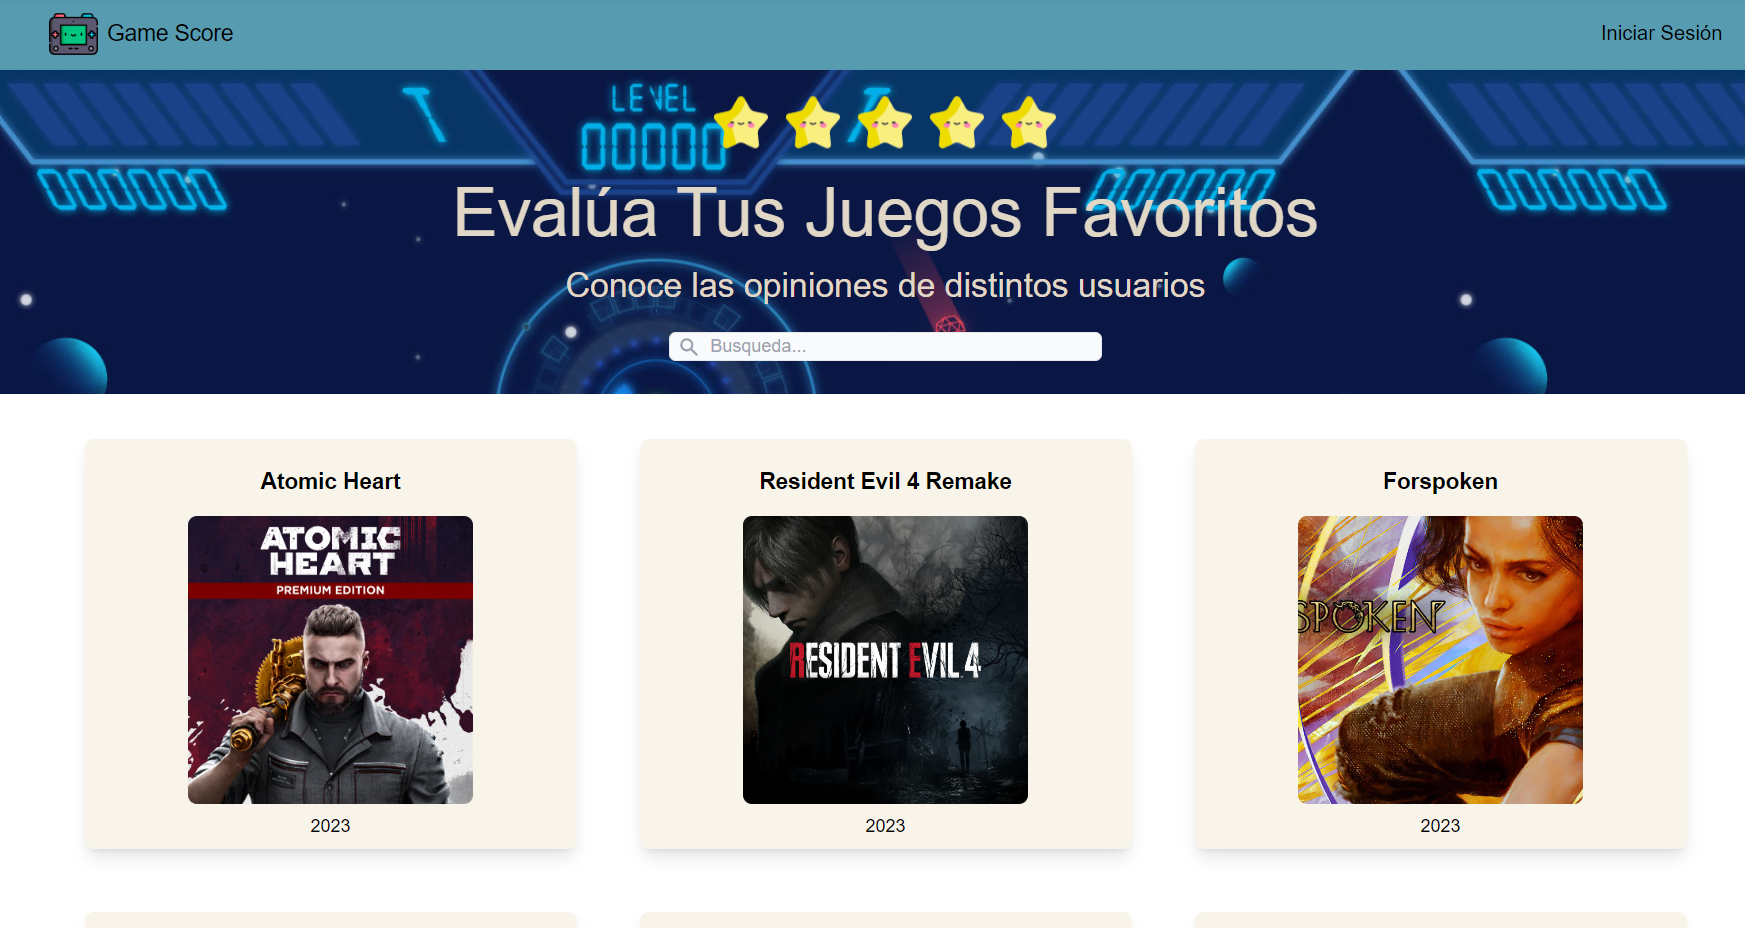 Game Score
Iniciar Sesión
LEVEL
00000
Evalúa Tus Juegos Favoritos
Conoce las opiniones de distintos usuarios
Busqueda...
Atomic Heart
Resident Evil 4 Remake
Forspoken
ATOMIC
HEART
PREMIUM EDITION
RESIDENT EVIL 4
SPOKEN
2023
2023
2023